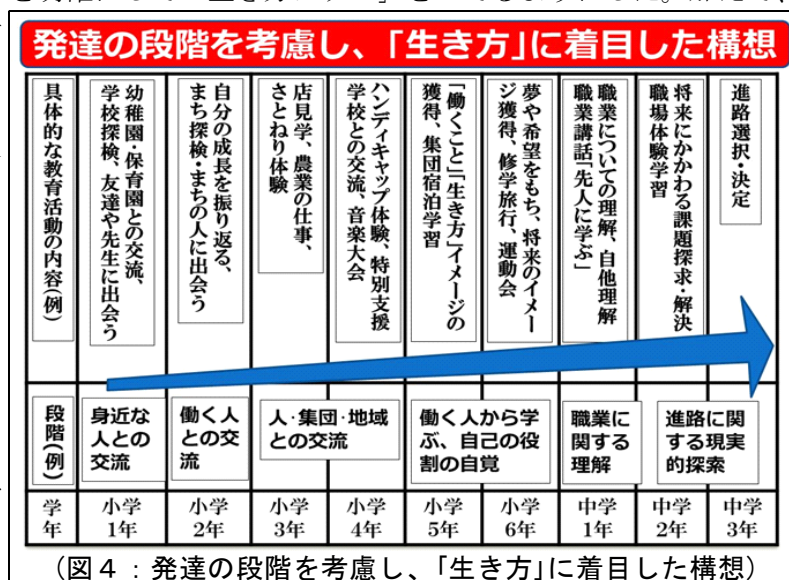 発達の段階を考慮し、「生き方」に着目した構想
具体的な教育活動の内容(例)
幼稚園・保育園との交流、
学校探検、友達や先生に出会う
自分の成長を振り返る、
まち探検・まちの人に出会う
店見学、農業の仕事、
さとねり体験
ハンディキャップ体験、特別支援
学校との交流、音楽大会
「働くこと」「生き方」イメージの
獲得、集団宿泊学習
夢や希望をもち、将来のイメー
ジ獲得、修学旅行、運動会
職業についての理解、自他理解
職業講話「先人に学ぶ」
将来にかかわる課題探求・解決
職場体験学習
進路選択・決定
段階(例)
身近な
人との
交流
働く人
との交
流
人・集団・地域
との交流
働く人から学
ぶ、自己の役
割の自覚
職業に
関する
理解
進路に関
する現実
的探索
学年
小学
1年
小学
2年
小学
3年
小学
4年
小学
5年
小学
6年
中学
1年
中学
2年
中学
3年
(図4：発達の段階を考慮し、「生き方」に着目した構想)